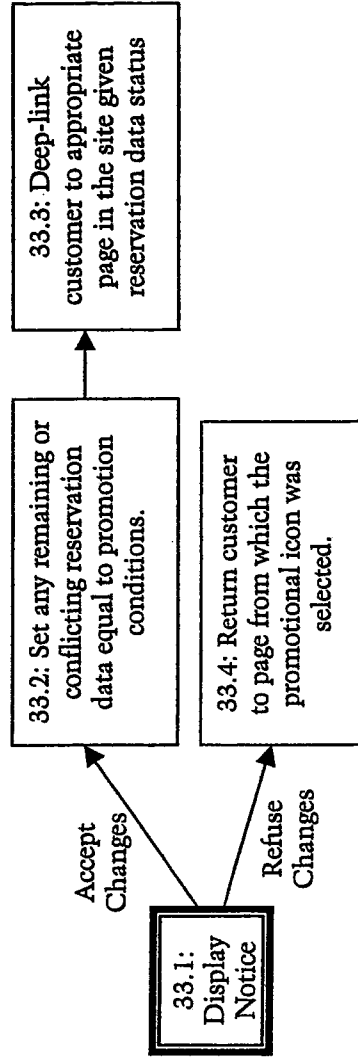 33.1:
Display
Notice
Accept
Changes
Refuse
Changes
33.2: Set any remaining or
conflicting reservation
data equal to promotion
conditions.
33.3: Deep-link
customer to appropriate
page in the site given
reservation data status
33.4: Return customer
to page from which the
promotional icon was
selected.